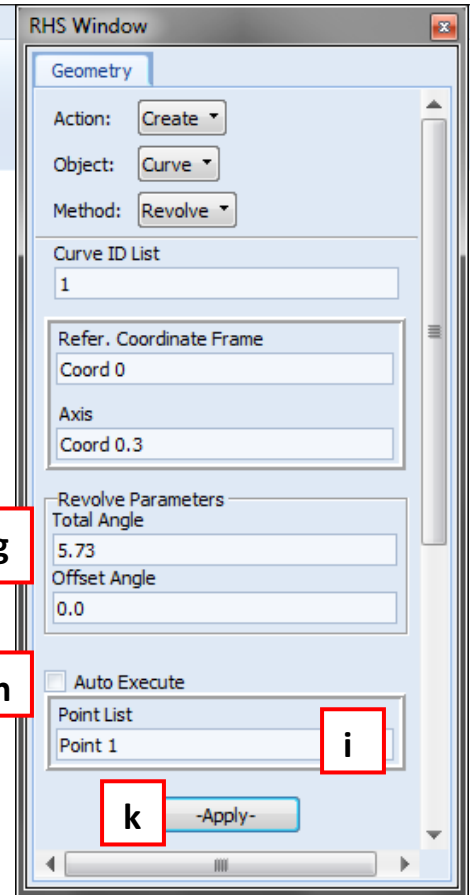 RHS Window
Geometry
Action: Create
Object: Curve
Method: Revolve
Curve ID List
1
Refer. Coordinate Frame
Coord 0
Axis
Coord 0.3
Revolve Parameters
Total Angle
g
5.73
Offset Angle
0.0
Auto Execute
Point List
Point 1
i
k
-Apply-